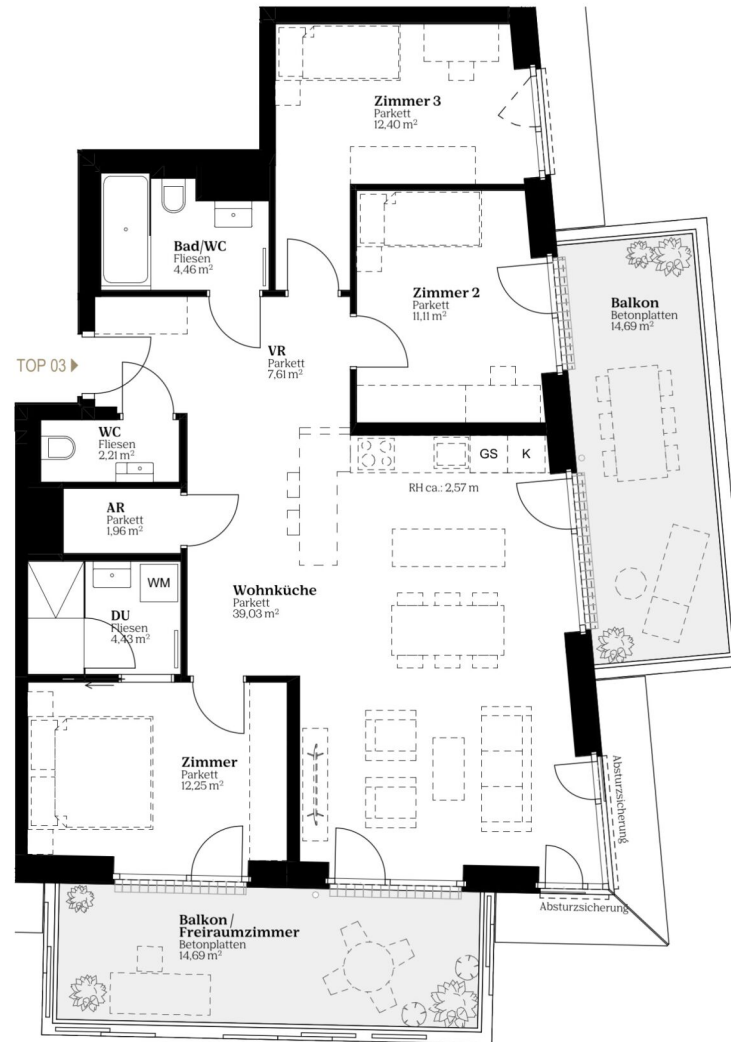 Zimmer 3
Parkett
12,40 m²
Bad/WC
Fliesen
4,46 m²
Zimmer 2
Parkett
11,11 m²
Balkon
Betonplatten
14,69 m²
VR
Parkett
7,61 m²
TOP 03
WC
Fliesen
2,21 m²
GS
K
RH ca.: 2,57 m
AR
Parkett
1,96 m²
WM
DU
Fliesen
4,43 m²
Wohnküche
Parkett
39,03 m²
Zimmer
Parkett
12,25 m²
Absturzsicherung
Absturzsicherung
Balkon /
Freiraumzimmer
Betonplatten
14,69 m²